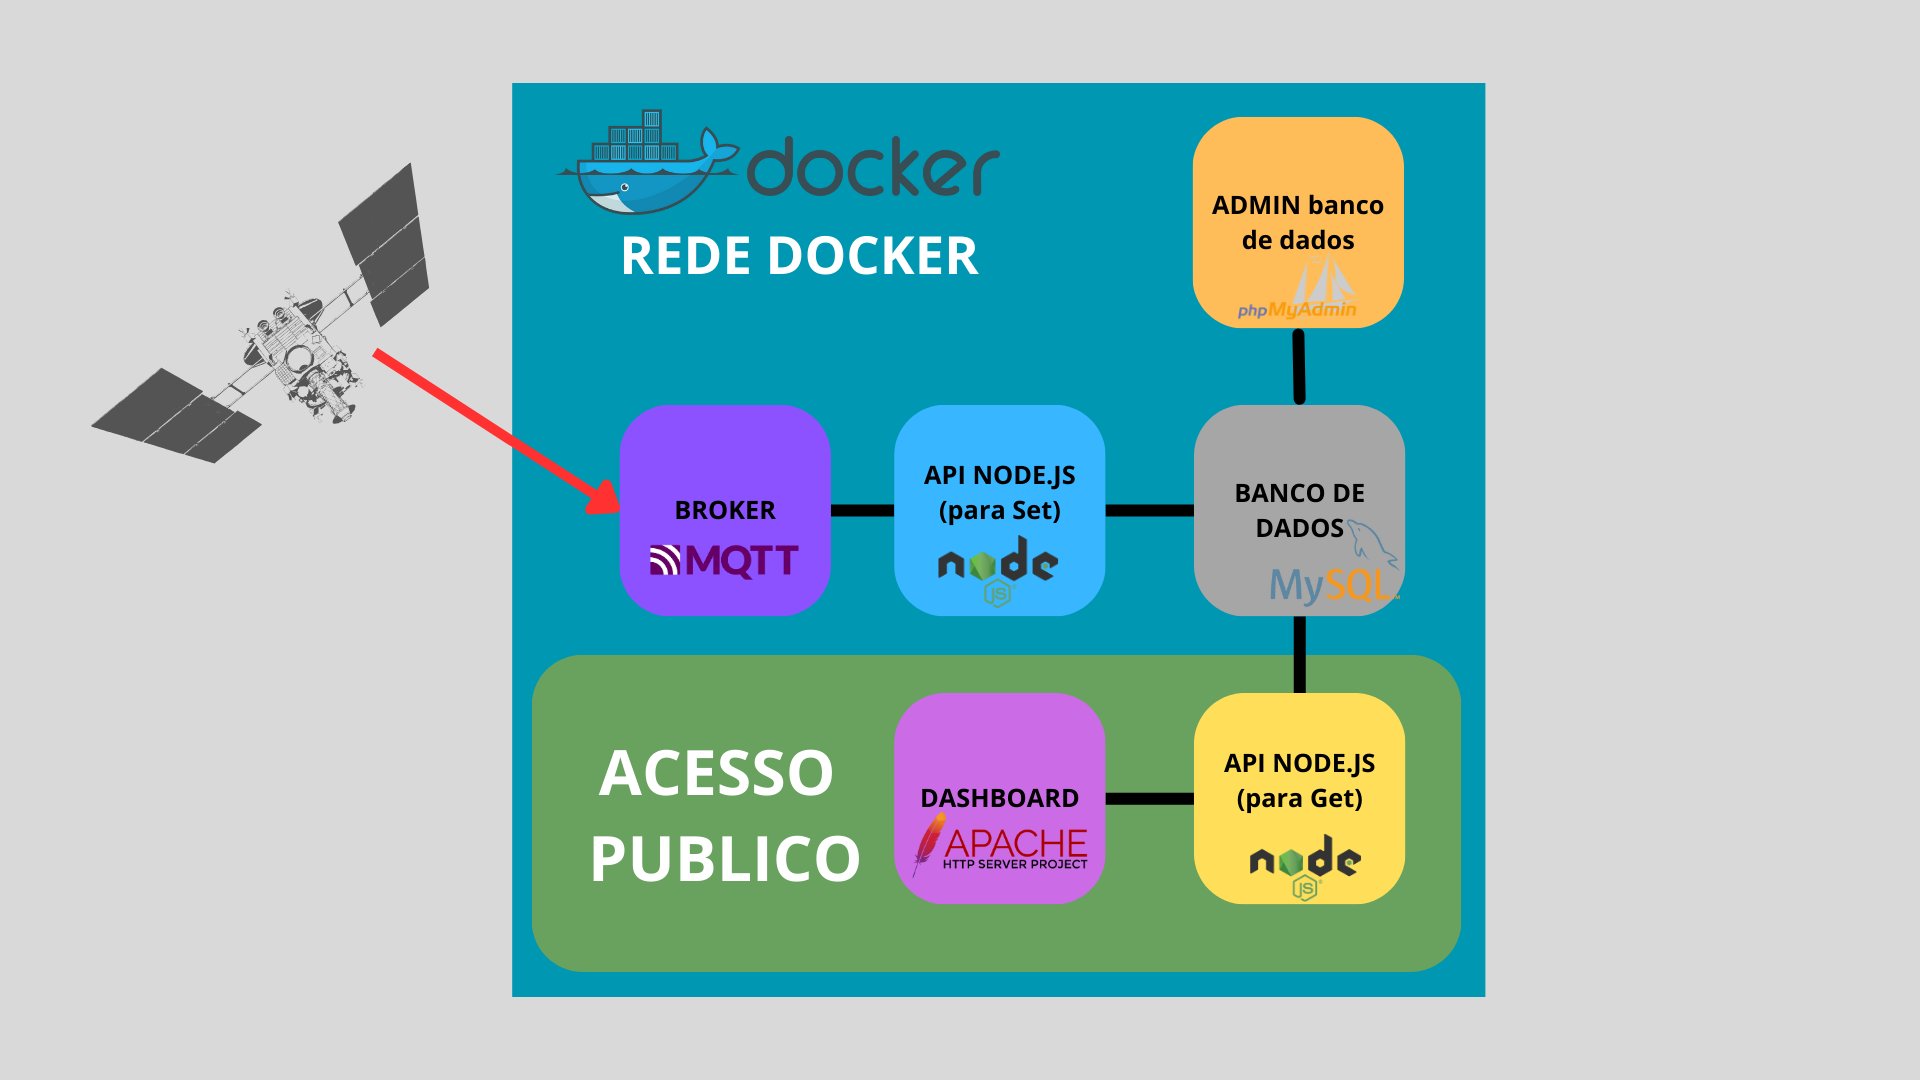 docker
REDE DOCKER
ADMIN banco
de dados
phpMyAdmin
BROKER
MQTT
API NODE.JS
(para Set)
node
JS
BANCO DE
DADOS
MySQL™
ACESSO
PUBLICO
DASHBOARD
APACHE
HTTP SERVER PROJECT
API NODE.JS
(para Get)
node
JS